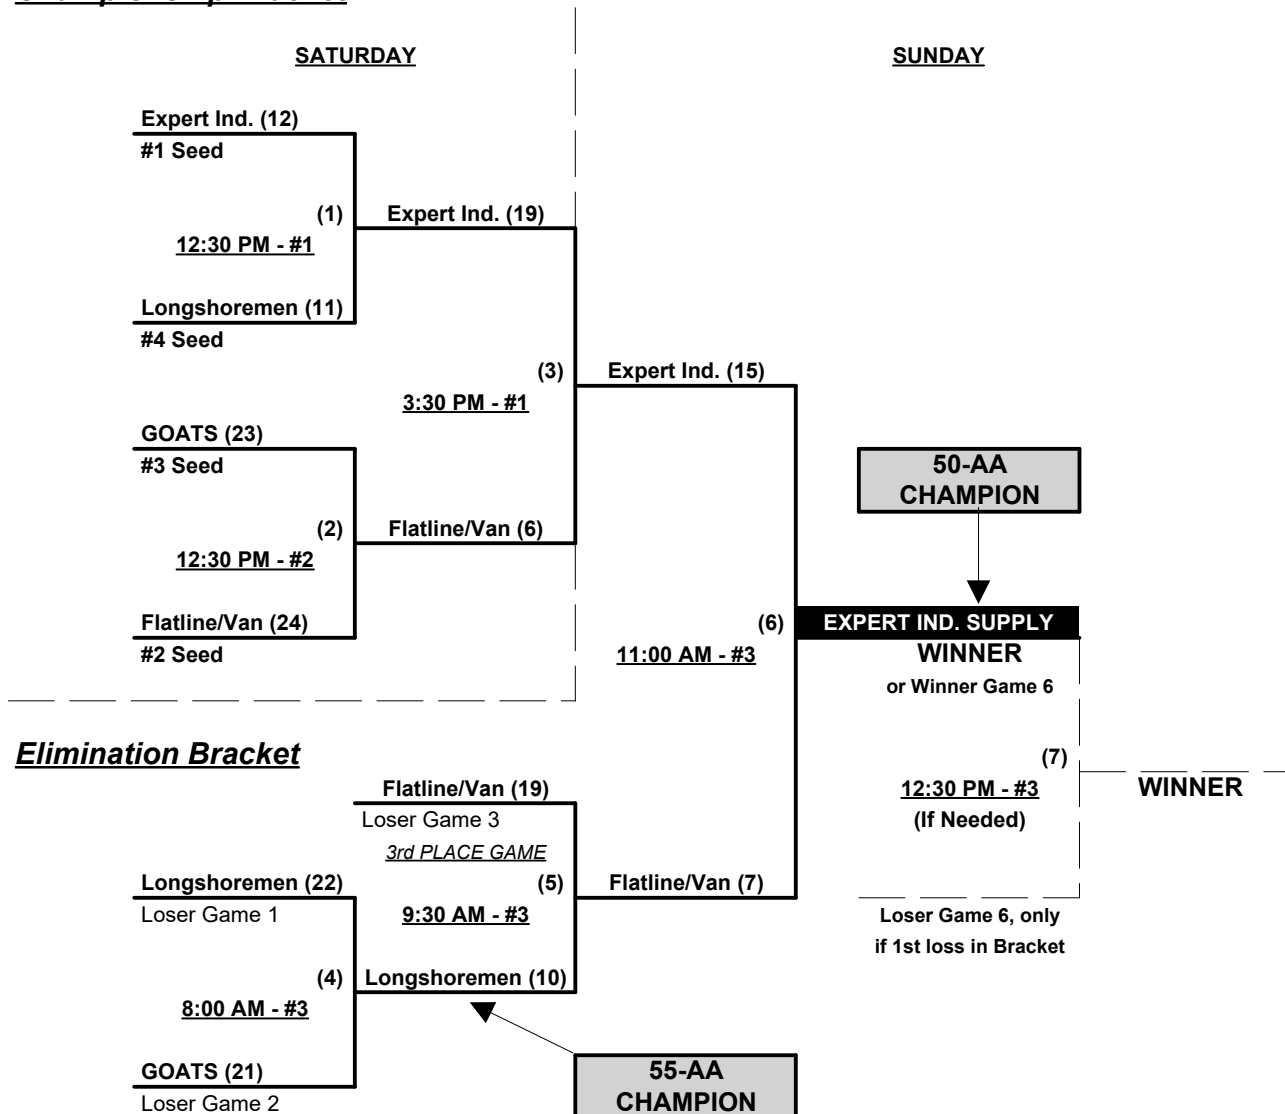 SATURDAY
SUNDAY
Expert Ind. (12)
#1 Seed
(1)
Expert Ind. (19)
12:30 PM - #1
Longshoremen (11)
#4 Seed
(3)
Expert Ind. (15)
3:30 PM - #1
GOATS (23)
#3 Seed
50-AA
CHAMPION
(2)
Flatline/Van (6)
12:30 PM - #2
Flatline/Van (24)
#2 Seed
(6)
EXPERT IND. SUPPLY
11:00 AM - #3
WINNER
or Winner Game 6
Elimination Bracket
(7)
Flatline/Van (19)
12:30 PM - #3
WINNER
Loser Game 3
(If Needed)
3rd PLACE GAME
Longshoremen (22)
(5)
Flatline/Van (7)
Loser Game 1
9:30 AM - #3
Loser Game 6, only
if 1st loss in Bracket
(4)
Longshoremen (10)
8:00 AM - #3
GOATS (21)
Loser Game 2
55-AA
CHAMPION